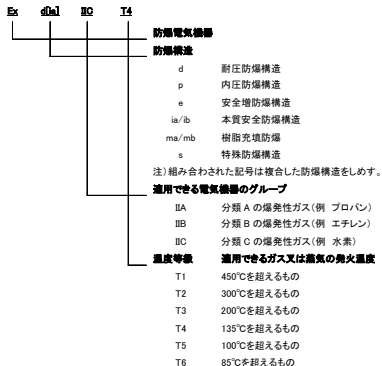 Ex d[ia] IIC T4
防爆電気機器
防爆構造
d 耐圧防爆構造
p 内圧防爆構造
e 安全増防爆構造
ia/ib 本質安全防爆構造
ma/mb 樹脂充填防爆
s 特殊防爆構造
注）組み合わされた記号は複合した防爆構造をしめす。
適用できる電気機器のグループ
IIA 分類 A の爆発性ガス（例 プロパン）
IIB 分類 B の爆発性ガス（例 エチレン）
IIC 分類 C の爆発性ガス（例 水素）
温度等級 適用できるガス又は蒸気の発火温度
T1 450℃を超えるもの
T2 300℃を超えるもの
T3 200℃を超えるもの
T4 135℃を超えるもの
T5 100℃を超えるもの
T6 85℃を超えるもの